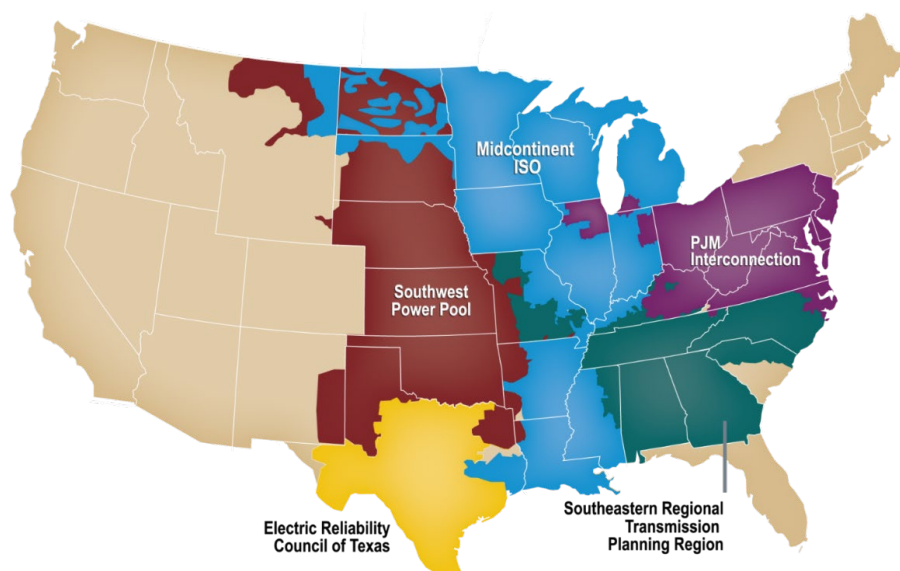 Midcontinent
ISO
PJM
Interconnection
Southwest
Power Pool
Electric Reliability
Council of Texas
Southeastern Regional
Transmission
Planning Region